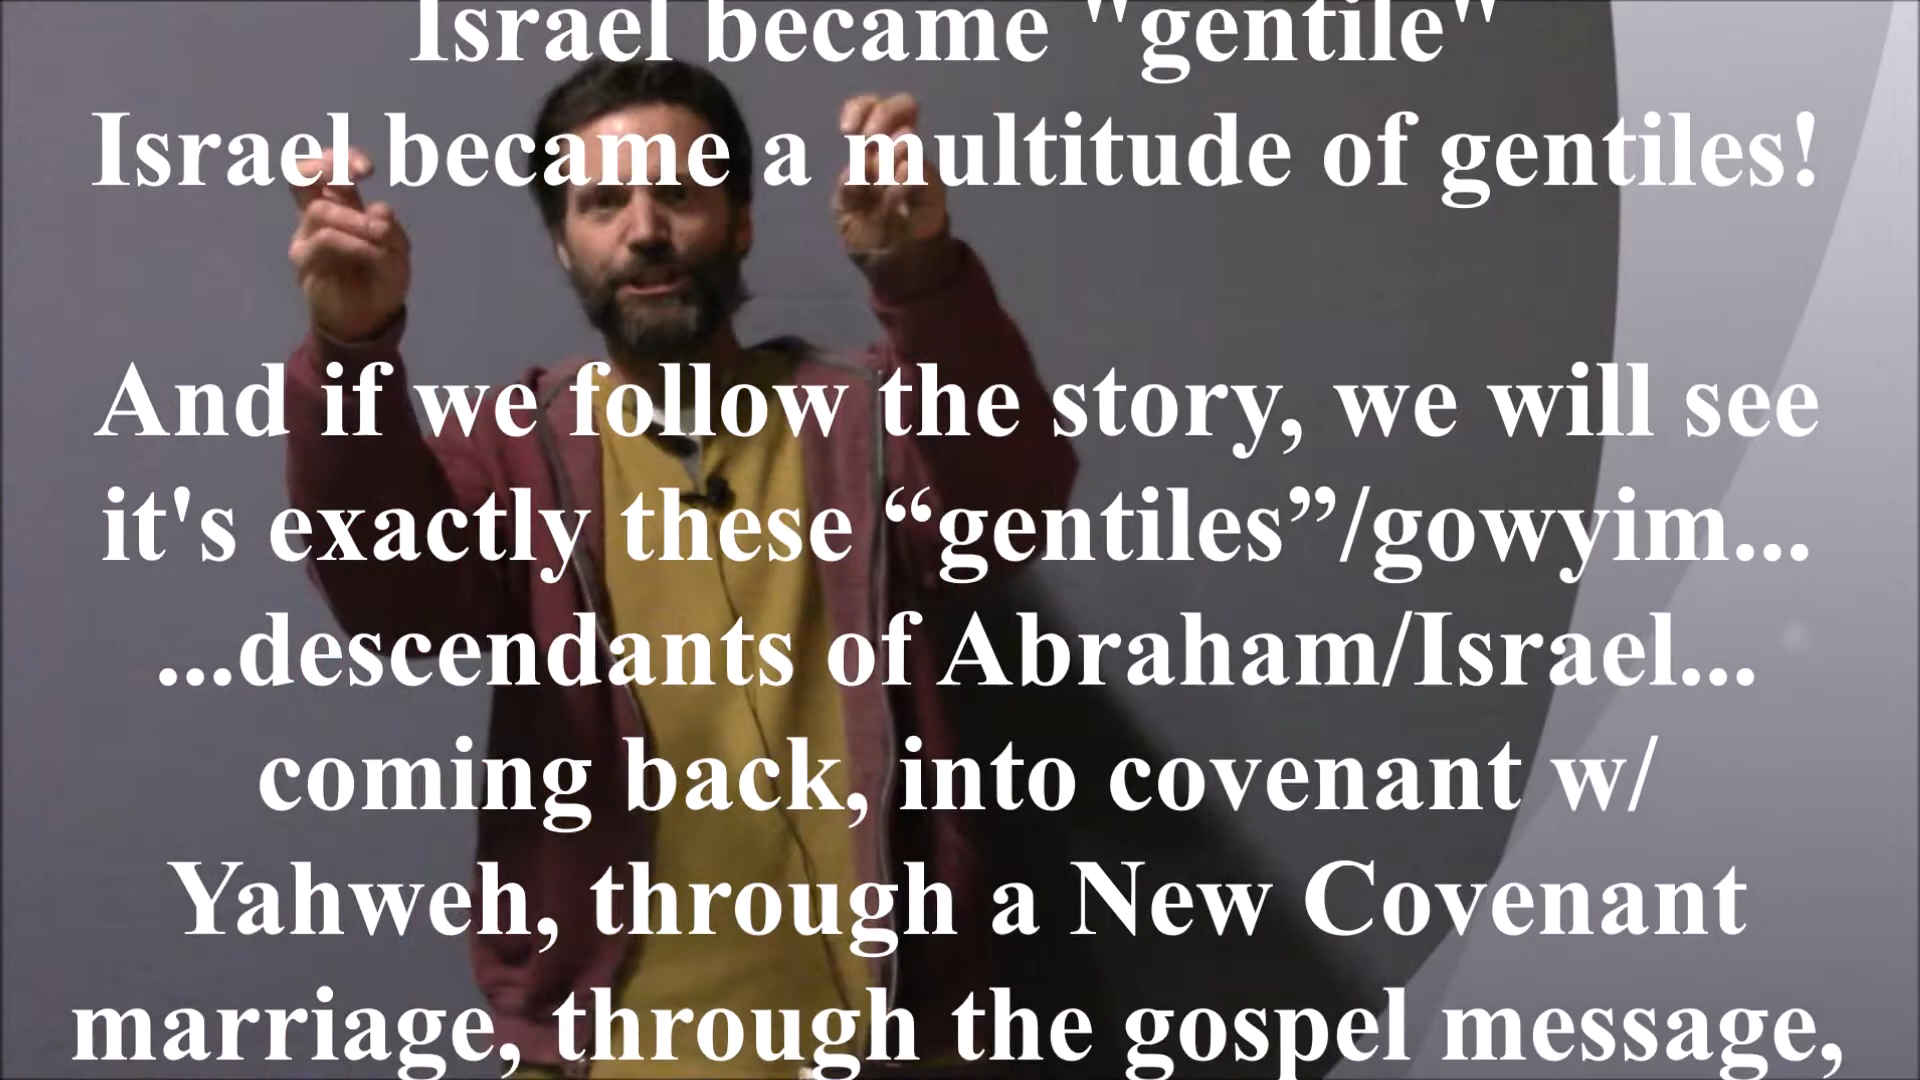 Israel became "gentile"
Israel became a multitude of gentiles!
And if we follow the story, we will see
it's exactly these “gentiles”/gowyim...
...descendants of Abraham/Israel...
coming back, into covenant w/
Yahweh, through a New Covenant
marriage, through the gospel message,